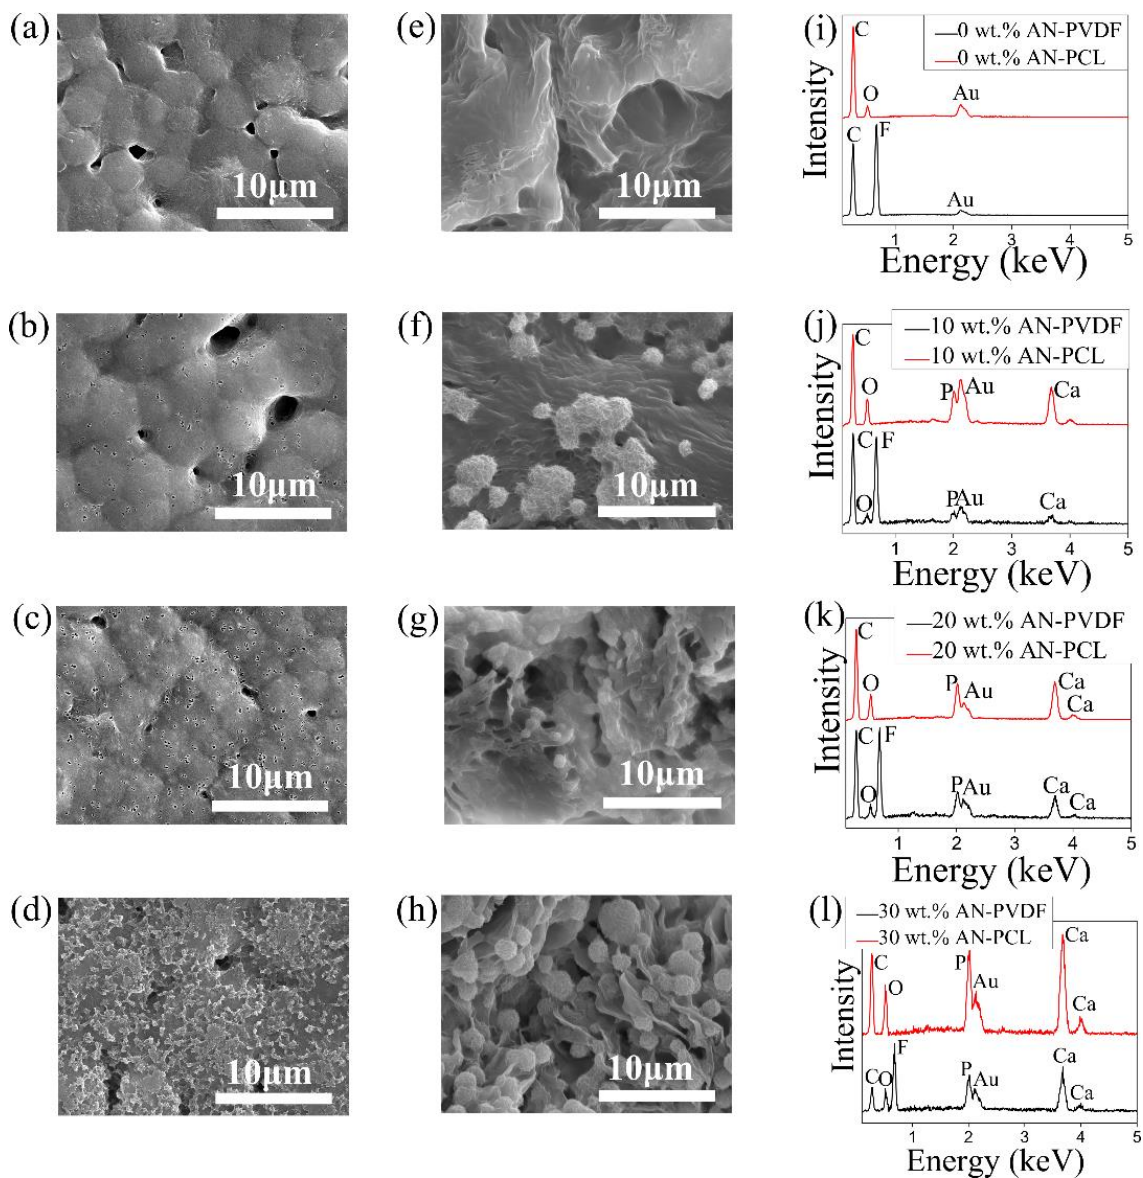 (a)
10µm
(e)
10µm
(i)
0 wt.% AN-PVDF
0 wt.% AN-PCL
C
O
Au
C
F
Au
Intensity
1
2
3
4
5
Energy (keV)
(b)
10µm
(f)
10µm
(j)
10 wt.% AN-PVDF
10 wt.% AN-PCL
C
O
P
Au
Ca
C
F
O
P
Au
Ca
Intensity
1
2
3
4
5
Energy (keV)
(c)
10µm
(g)
10µm
(k)
20 wt.% AN-PVDF
20 wt.% AN-PCL
C
O
P
Au
Ca
Ca
C
F
O
P
Au
Ca
Ca
Intensity
1
2
3
4
5
Energy (keV)
(d)
10µm
(h)
10µm
(l)
30 wt.% AN-PVDF
30 wt.% AN-PCL
C
O
P
Au
Ca
Ca
C
O
F
P
Au
Ca
Ca
Intensity
1
2
3
4
5
Energy (keV)